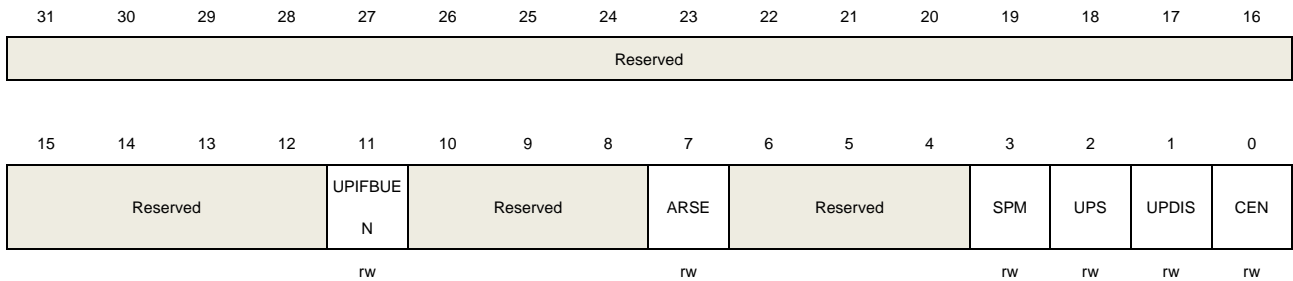 31 30 29 28 27 26 25 24 23 22 21 20 19 18 17 16
Reserved
15 14 13 12 11 10 9 8 7 6 5 4 3 2 1 0
Reserved UPIFBUE N Reserved ARSE Reserved SPM UPS UPDIS CEN
rw rw rw rw rw rw